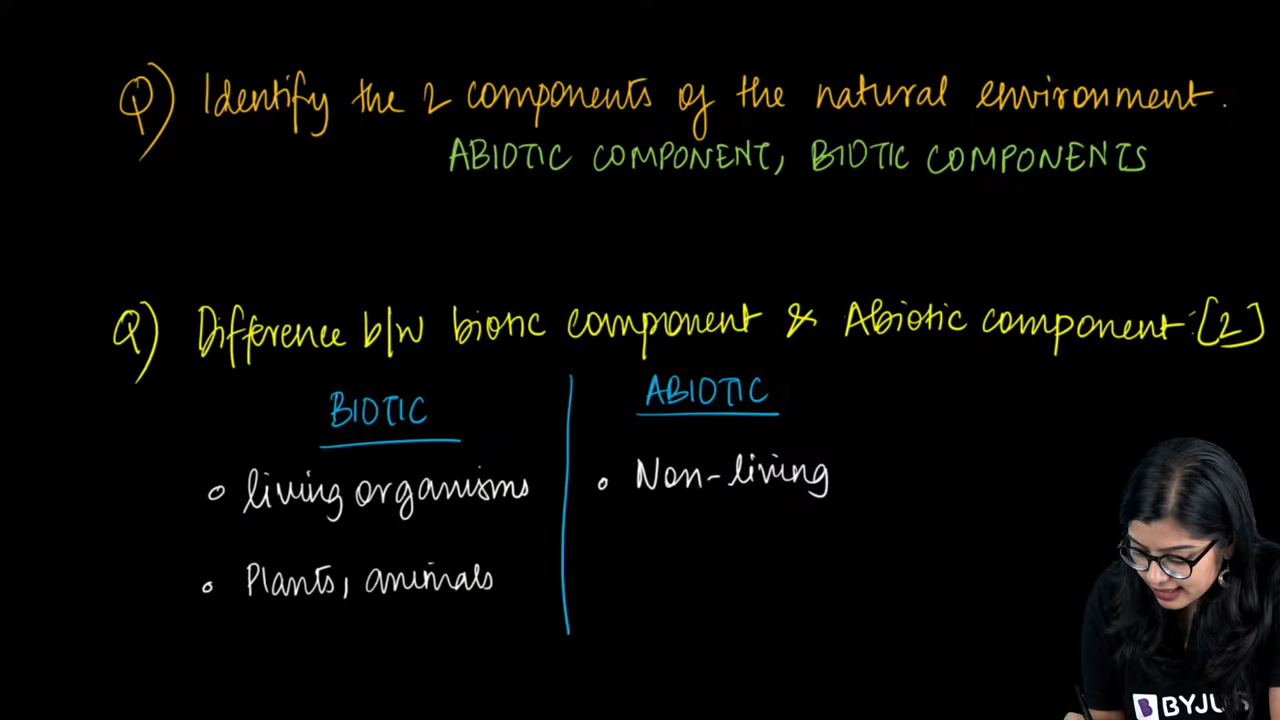 Q) Identify the 2 components of the natural environment.
ABIOTIC COMPONENT, BIOTIC COMPONENTS
Q) Difference b/w biotic component & Abiotic component:[2]
BIOTIC
ABIOTIC
• living organisms
• Non-living
• Plants, animals
BYJU